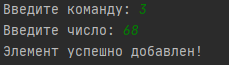 Введите команду: 3
Введите число: 68
Элемент успешно добавлен!